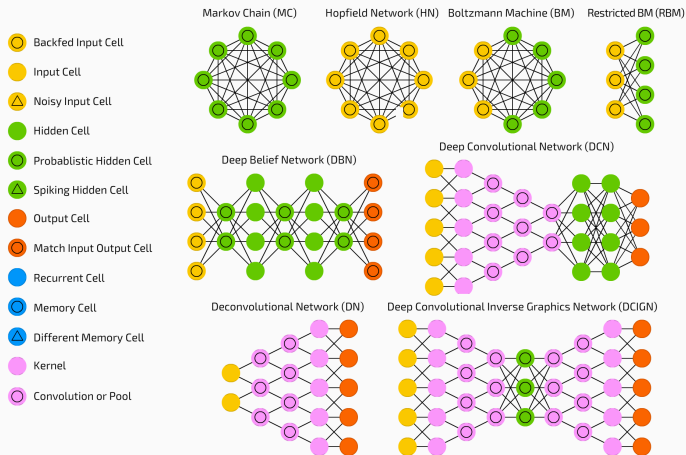 Markov Chain (MC)
Hopfield Network (HN)
Boltzmann Machine (BM)
Restricted BM (RBM)
Backfed Input Cell
Input Cell
Noisy Input Cell
Hidden Cell
Probablistic Hidden Cell
Spiking Hidden Cell
Output Cell
Match Input Output Cell
Recurrent Cell
Memory Cell
Different Memory Cell
Kernel
Convolution or Pool
Deep Belief Network (DBN)
Deep Convolutional Network (DCN)
Deconvolutional Network (DN)
Deep Convolutional Inverse Graphics Network (DCIGN)